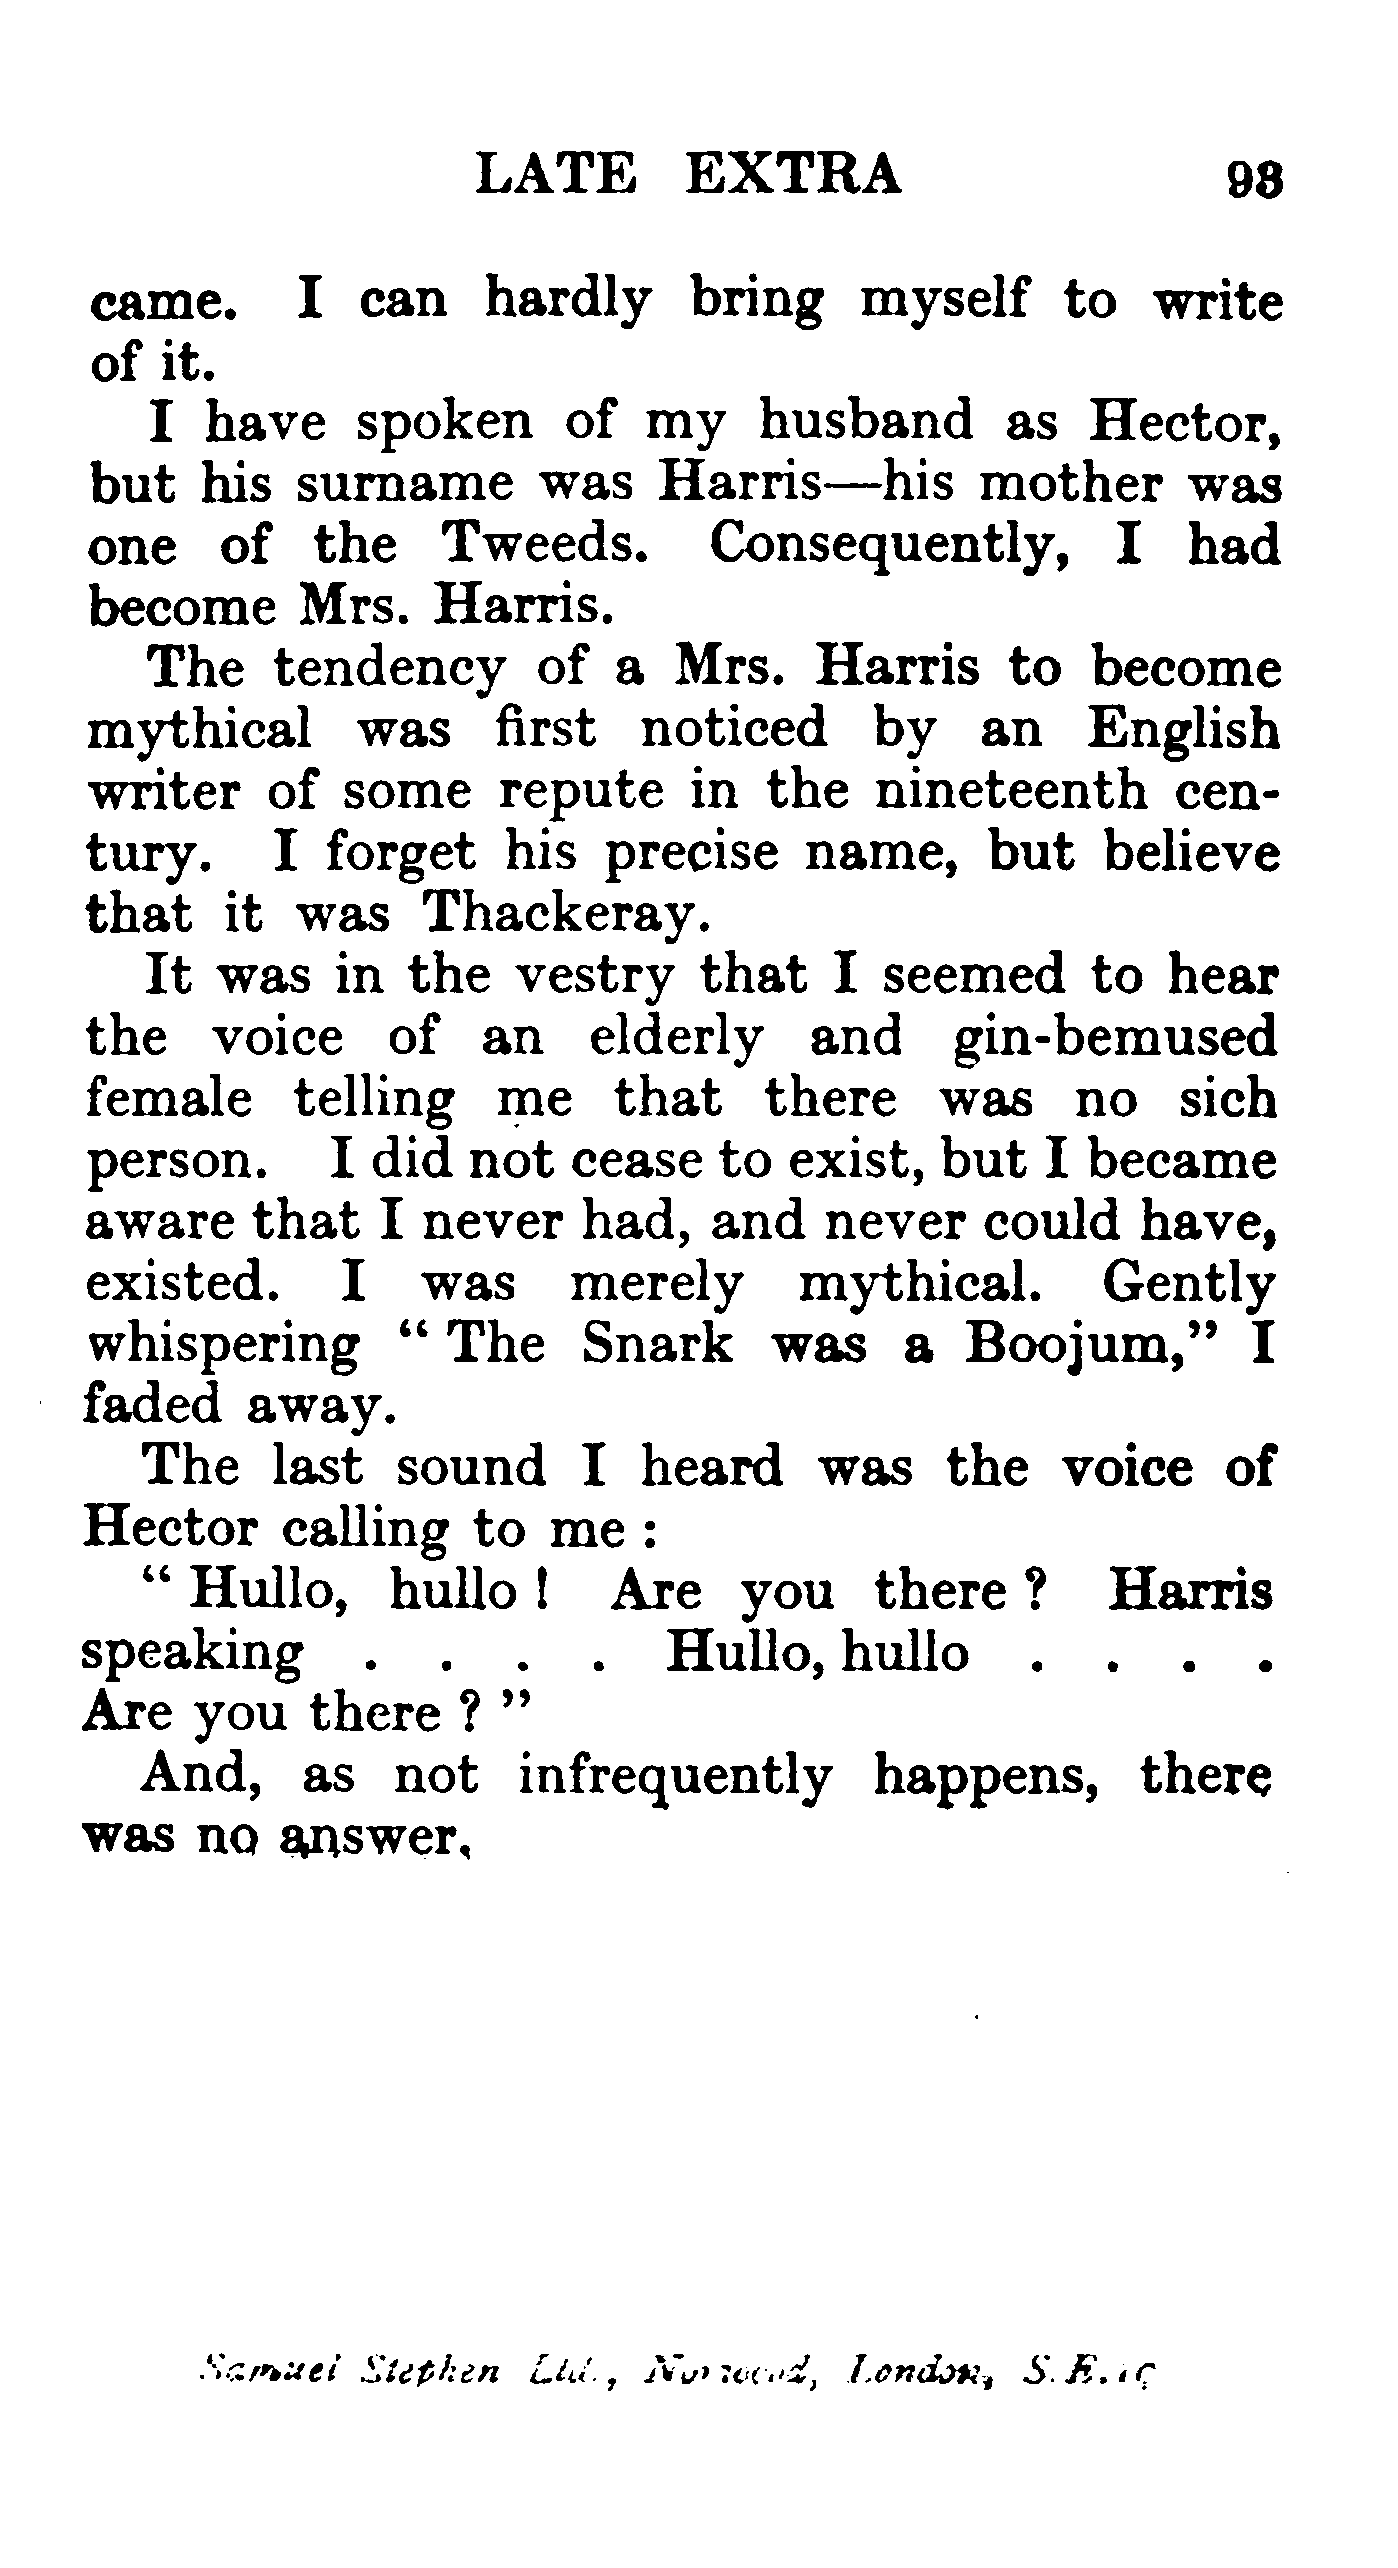 LATE EXTRA 93
came. I can hardly bring myself to write
of it.
I have spoken of my husband as Hector,
but his surname was Harris—his mother was
one of the Tweeds. Consequently, I had
become Mrs. Harris.
The tendency of a Mrs. Harris to become
mythical was first noticed by an English
writer of some repute in the nineteenth cen-
tury. I forget his precise name, but believe
that it was Thackeray.
It was in the vestry that I seemed to hear
the voice of an elderly and gin-bemused
female telling me that there was no sich
person. I did not cease to exist, but I became
aware that I never had, and never could have,
existed. I was merely mythical. Gently
whispering “ The Snark was a Boojum,” I
faded away.
The last sound I heard was the voice of
Hector calling to me :
“ Hullo, hullo ! Are you there ? Harris
speaking . . . . Hullo, hullo . . . .
Are you there ? ”
And, as not infrequently happens, there
was no answer.
Samuel Stephen Ltd., Norwood, London, S.E.